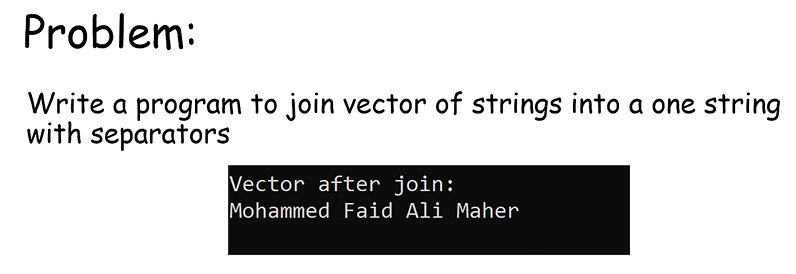 Problem:
Write a program to join vector of strings into a one string
with separators
Vector after join:
Mohammed Faid Ali Maher